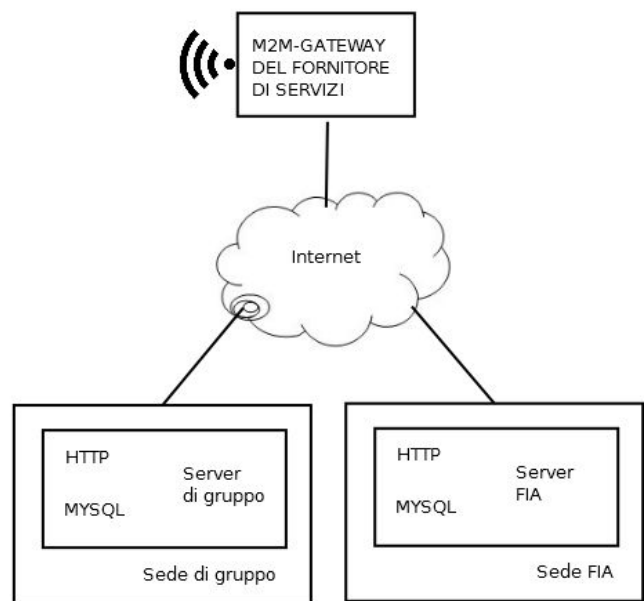 M2M-GATEWAY
DEL FORNITORE
DI SERVIZI
Internet
HTTP
Server
di gruppo
MYSQL
Sede di gruppo
HTTP
Server
FIA
MYSQL
Sede FIA